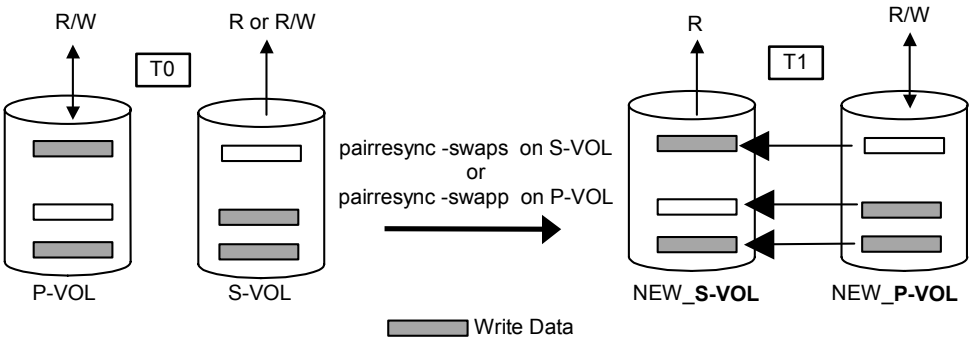 R/W
R or R/W
R
R/W
T0
T1
pairresync -swaps on S-VOL
or
pairresync -swapp on P-VOL
P-VOL
S-VOL
NEW_S-VOL
NEW_P-VOL
Write Data